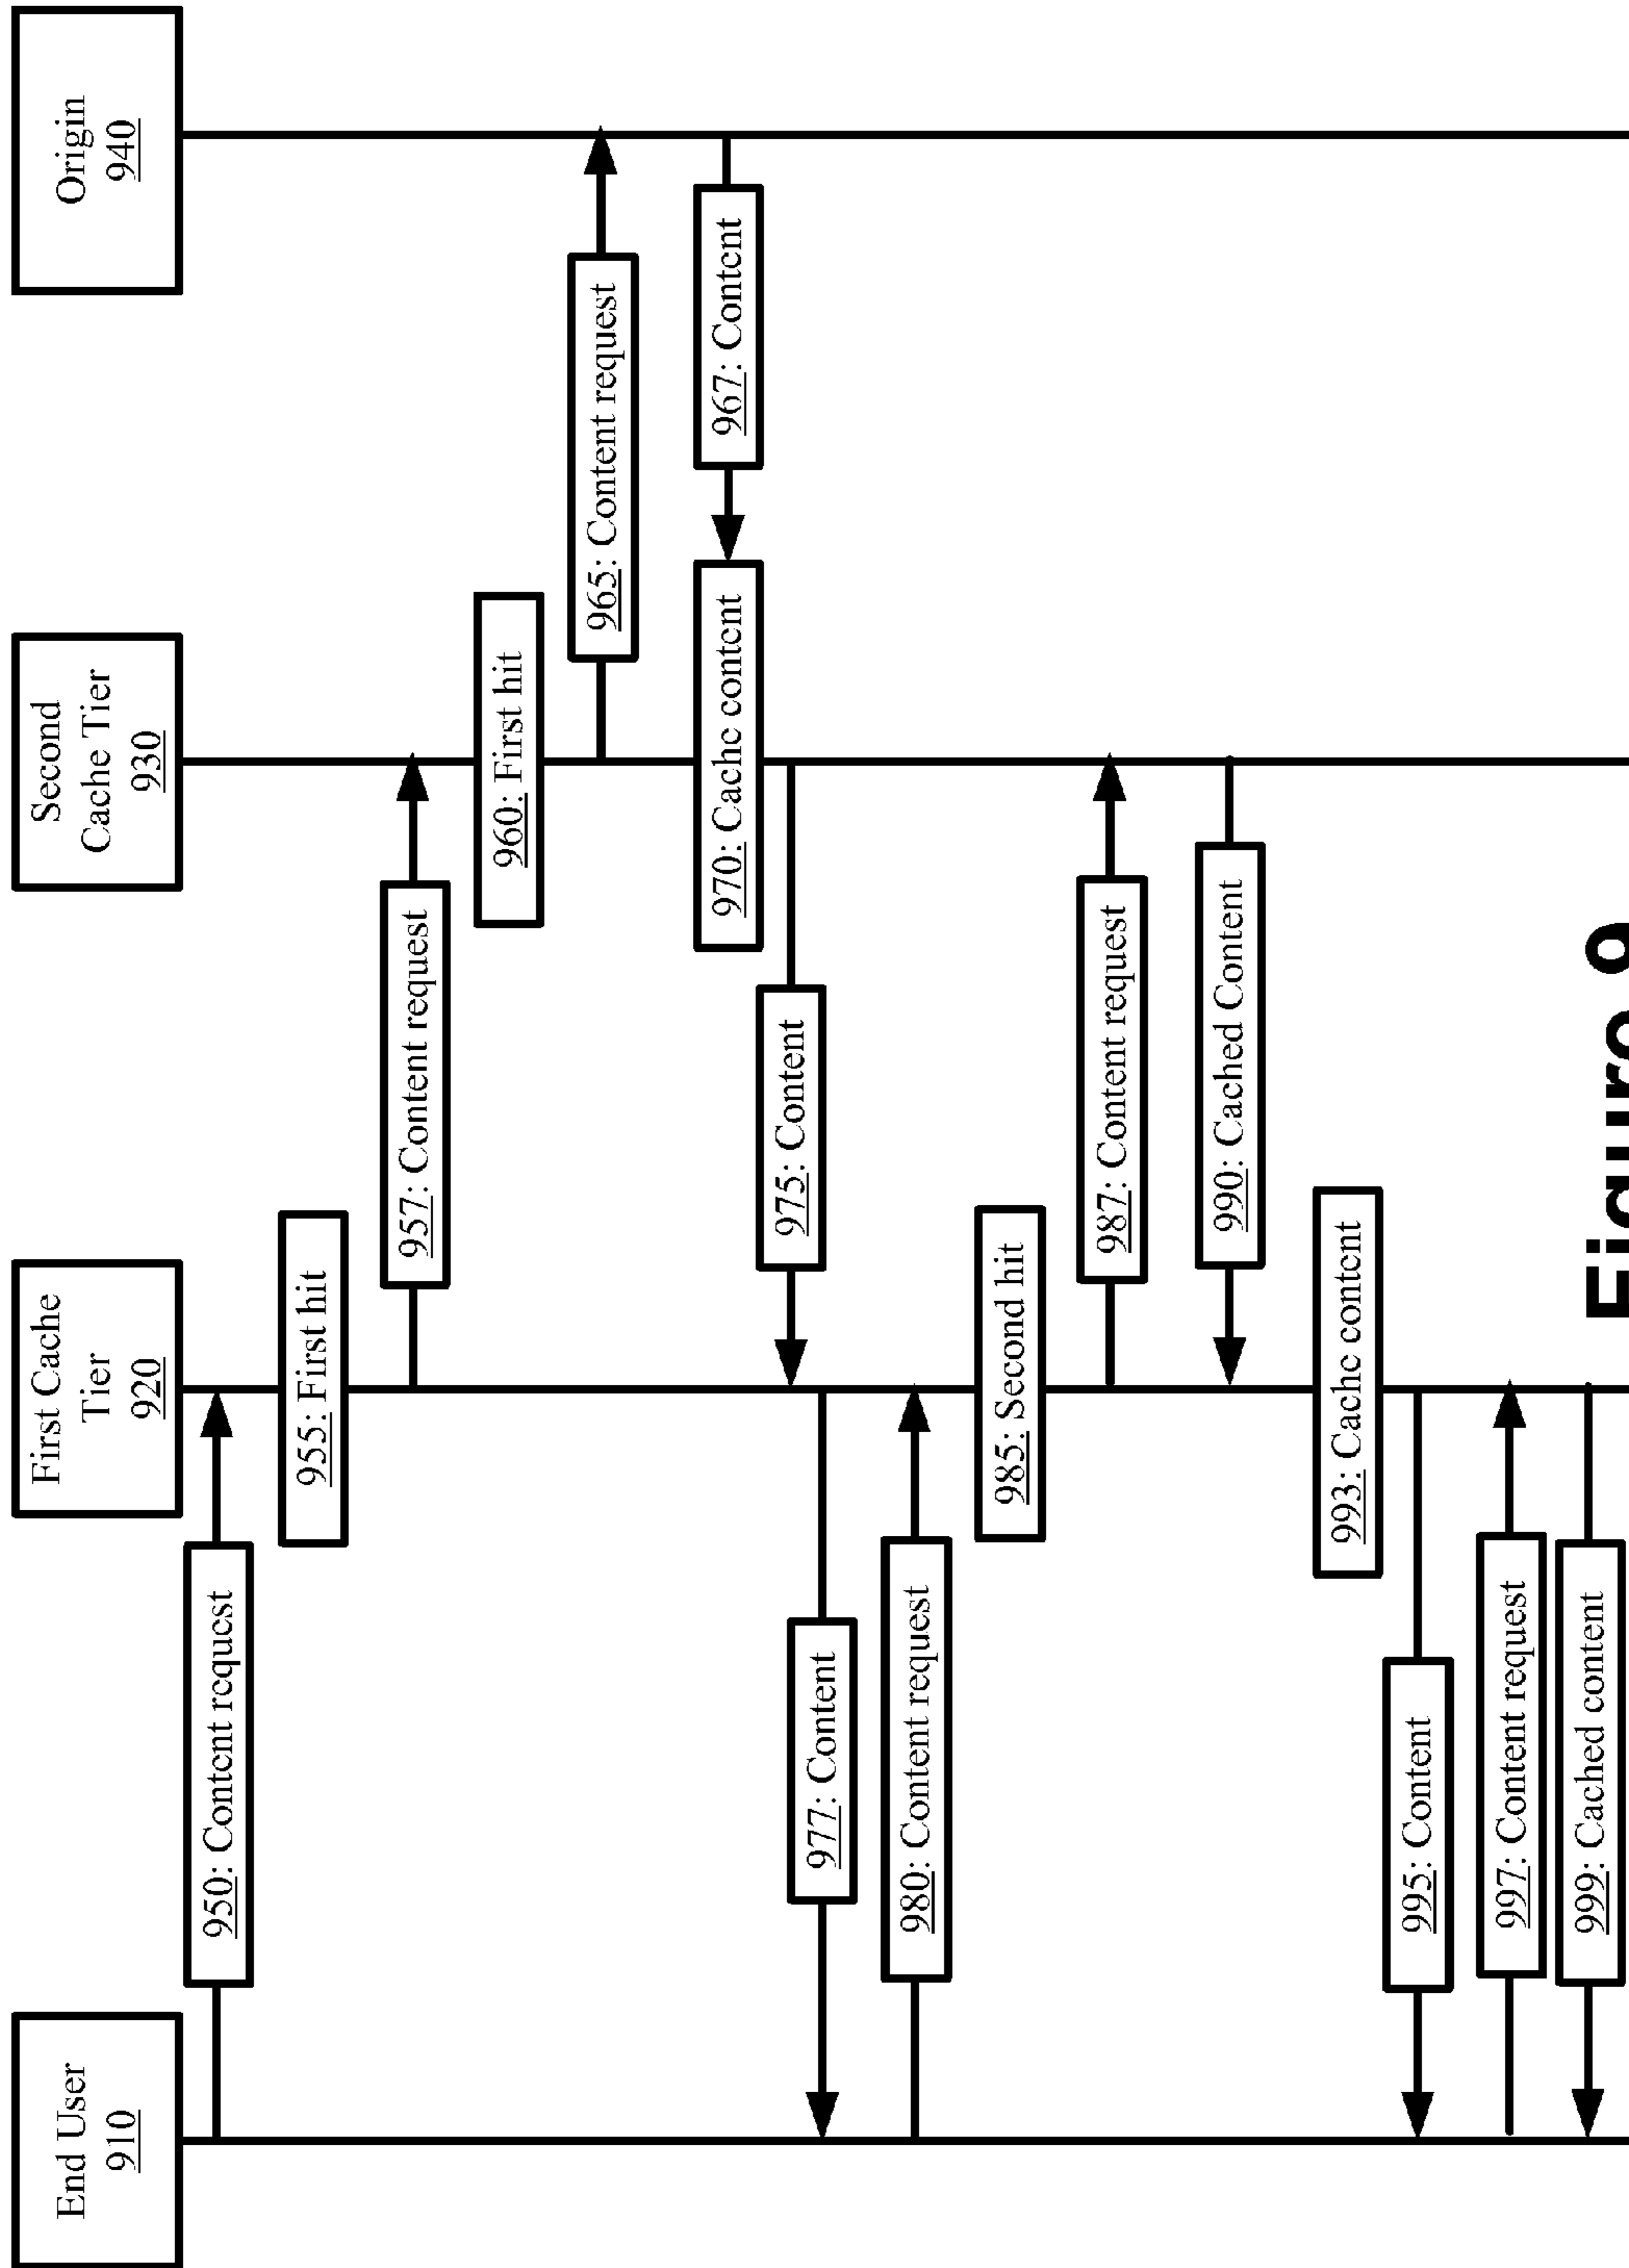 End User
910
First Cache
Tier
920
Second
Cache Tier
930
Origin
940
950: Content request
955: First hit
957: Content request
960: First hit
965: Content request
967: Content
970: Cache content
975: Content
977: Content
980: Content request
985: Second hit
987: Content request
990: Cached Content
993: Cache content
995: Content
997: Content request
999: Cached content
Figure 9